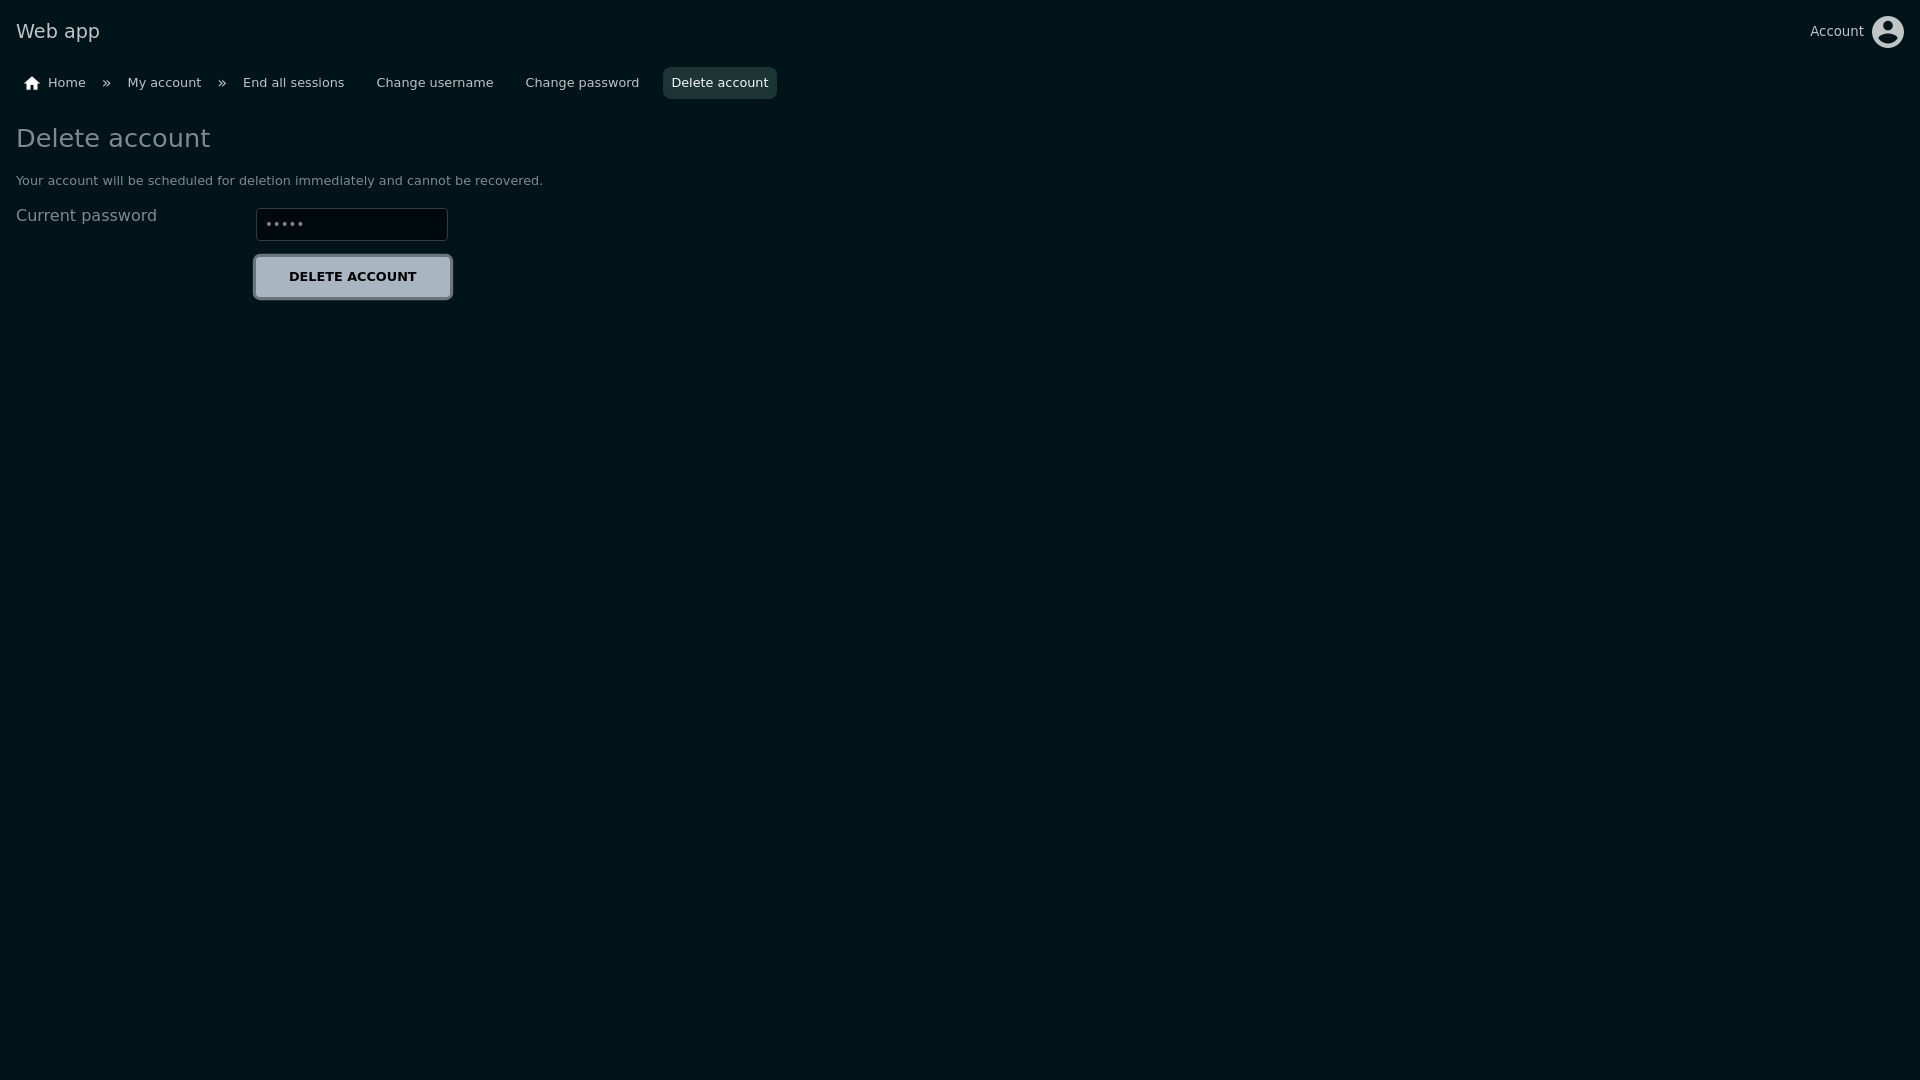 Web app
Account
Home » My account » End all sessions Change username Change password Delete account
Delete account
Your account will be scheduled for deletion immediately and cannot be recovered.
Current password •••••
DELETE ACCOUNT